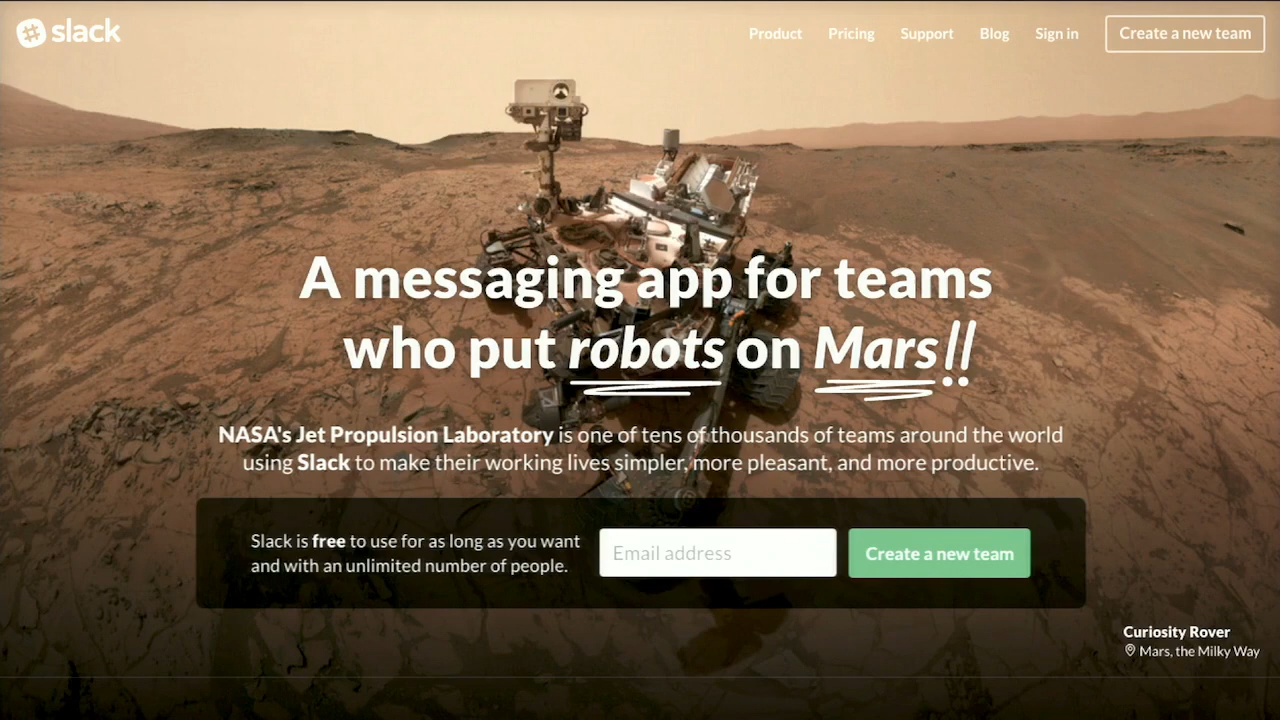 slack
Product Pricing Support Blog Sign in Create a new team
A messaging app for teams
who put robots on Mars!!
NASA's Jet Propulsion Laboratory is one of tens of thousands of teams around the world
using Slack to make their working lives simpler, more pleasant, and more productive.
Slack is free to use for as long as you want
and with an unlimited number of people.
Email address
Create a new team
Curiosity Rover
Mars, the Milky Way